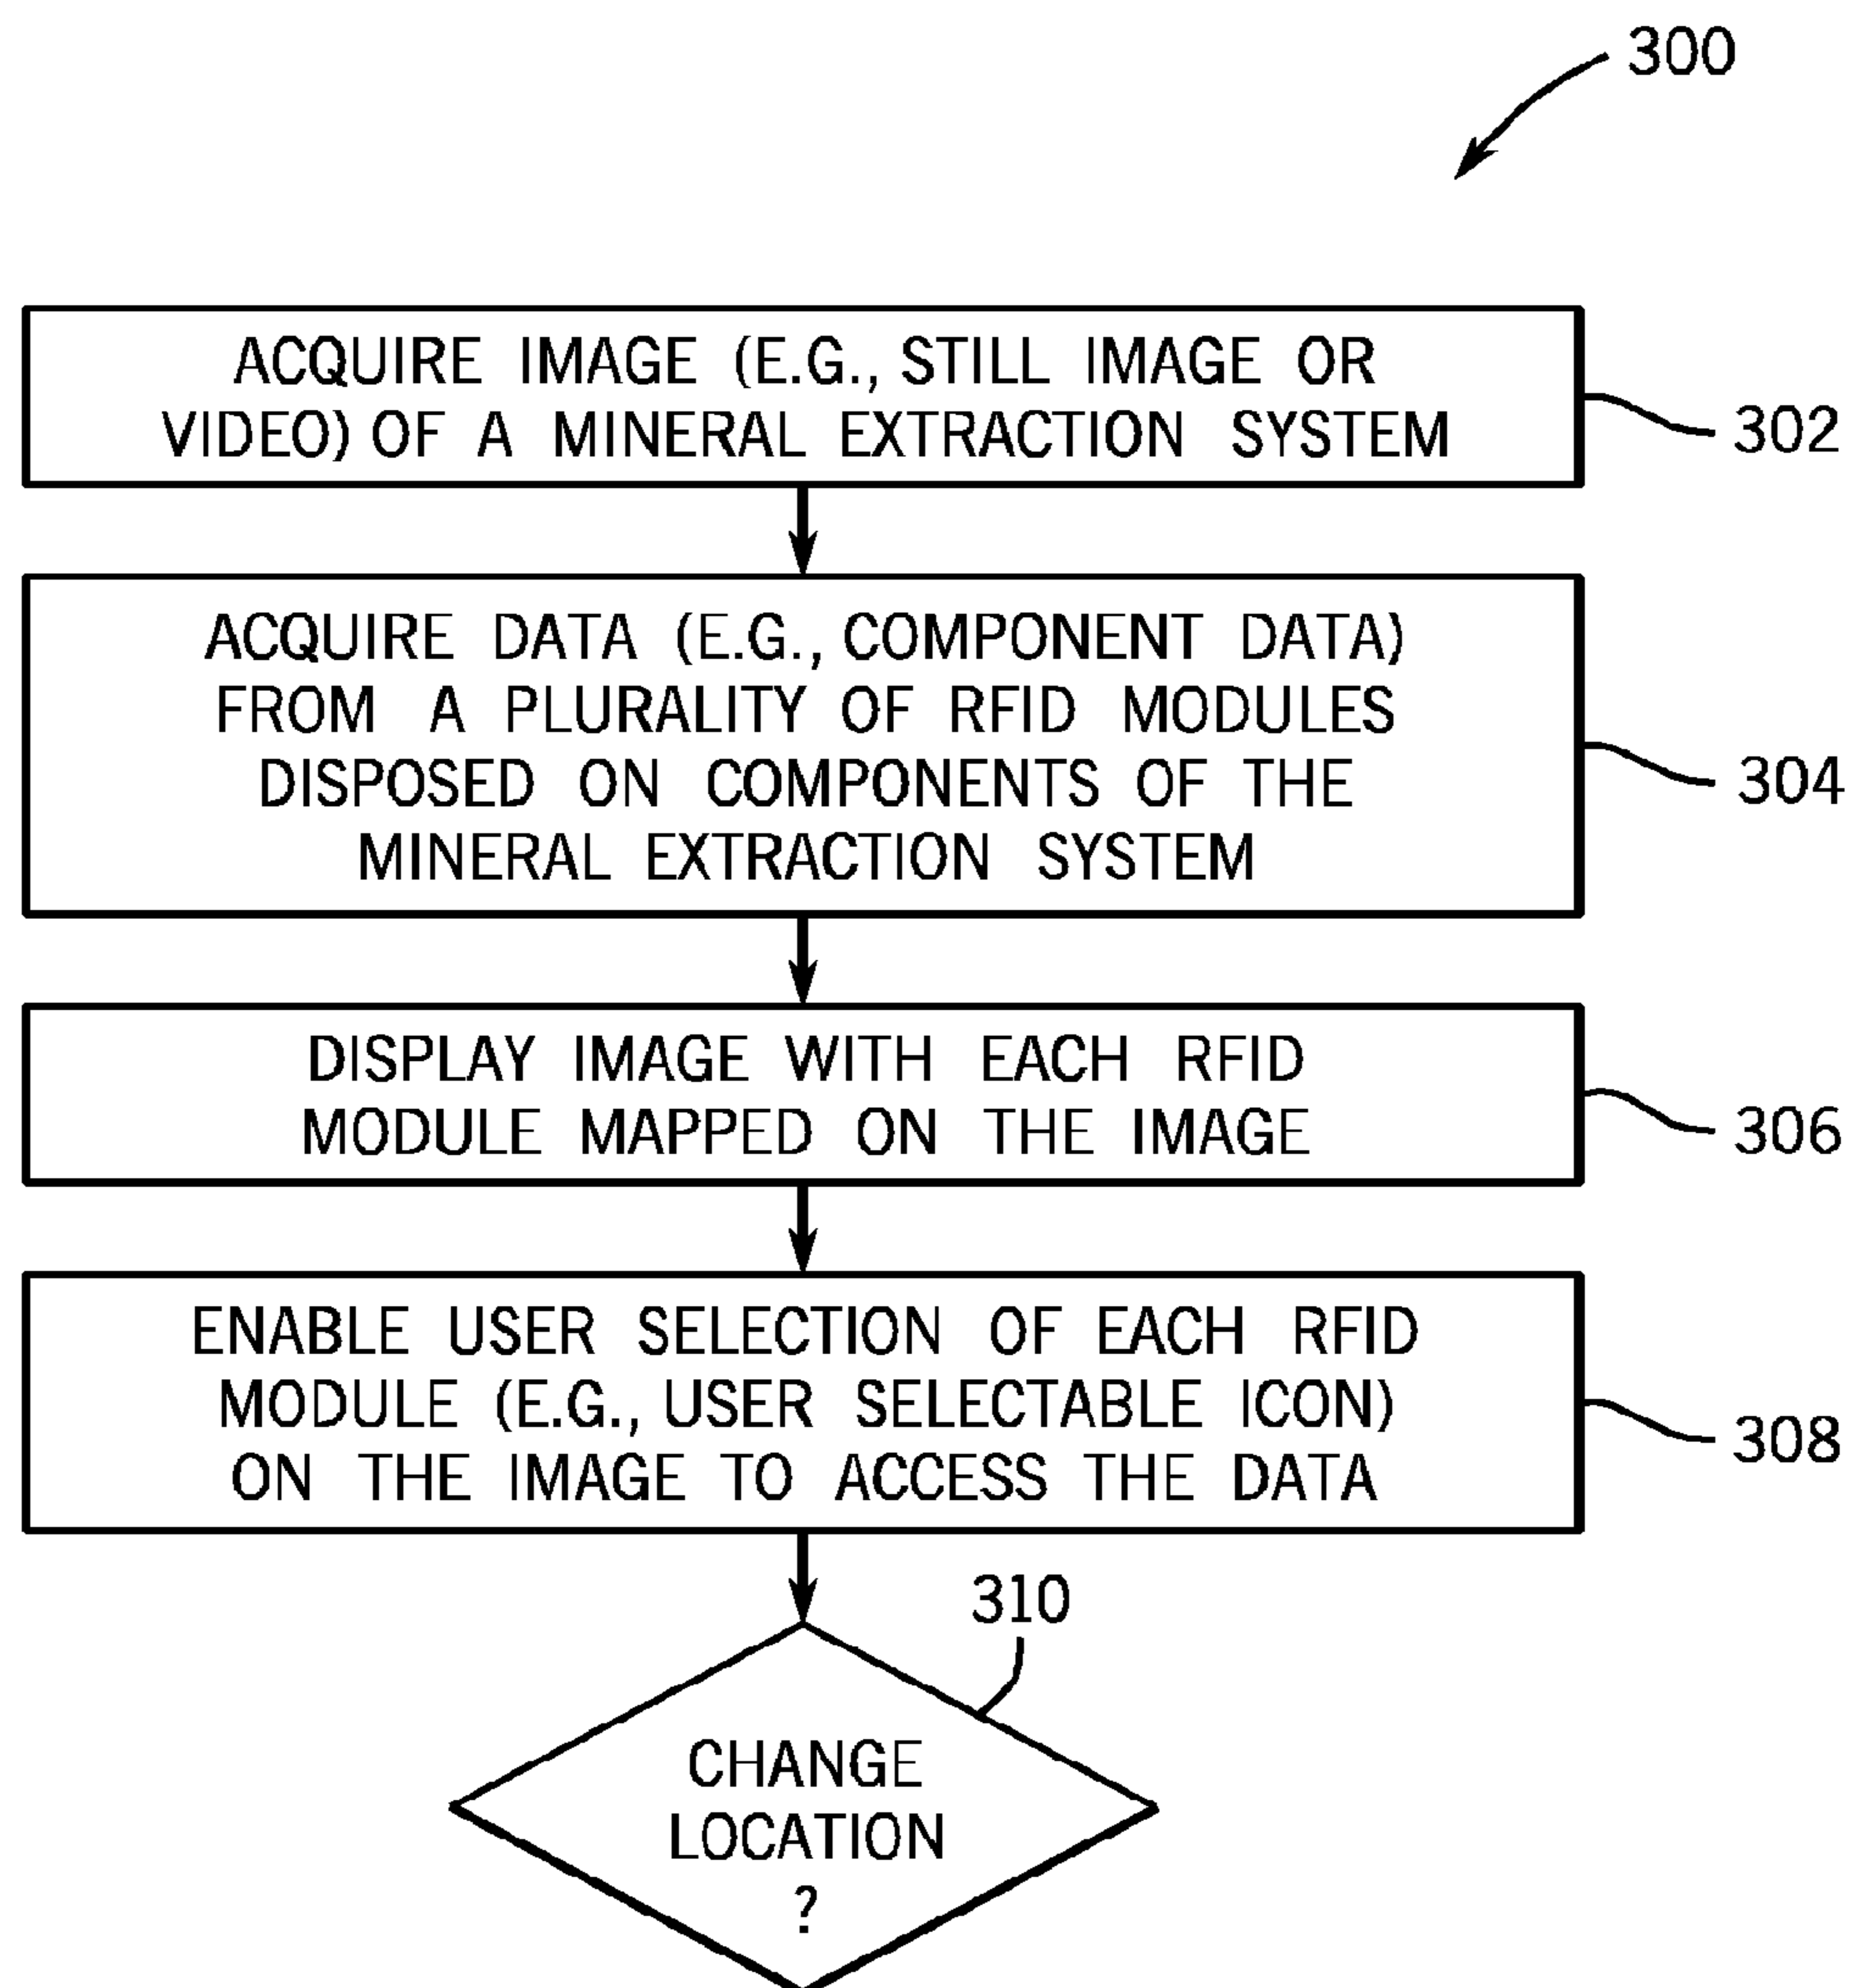 300
ACQUIRE IMAGE (E.G., STILL IMAGE OR
VIDEO) OF A MINERAL EXTRACTION SYSTEM
302
ACQUIRE DATA (E.G., COMPONENT DATA)
FROM A PLURALITY OF RFID MODULES
DISPOSED ON COMPONENTS OF THE
MINERAL EXTRACTION SYSTEM
304
DISPLAY IMAGE WITH EACH RFID
MODULE MAPPED ON THE IMAGE
306
ENABLE USER SELECTION OF EACH RFID
MODULE (E.G., USER SELECTABLE ICON)
ON THE IMAGE TO ACCESS THE DATA
308
310
CHANGE
LOCATION
?